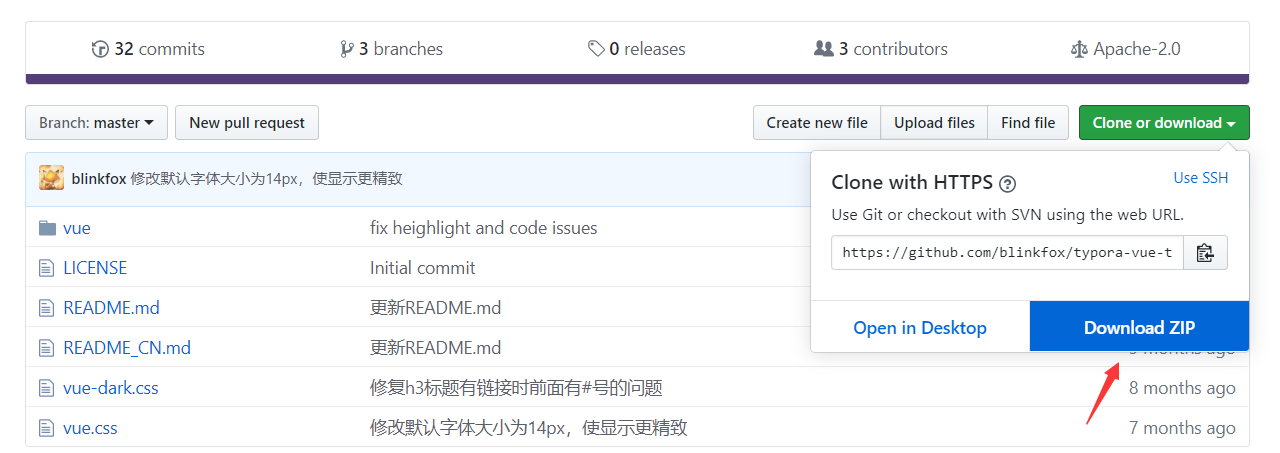 32 commits
3 branches
0 releases
3 contributors
Apache-2.0
Branch: master
New pull request
Create new file
Upload files
Find file
Clone or download
blinkfox 修改默认字体大小为14px，使显示更精致
Clone with HTTPS
Use SSH
Use Git or checkout with SVN using the web URL.
https://github.com/blinkfox/typora-vue-t
Open in Desktop
Download ZIP
vue
fix heighlight and code issues
LICENSE
Initial commit
README.md
更新README.md
README_CN.md
更新README.md
months ago
vue-dark.css
修复h3标题有链接时前面有#号的问题
8 months ago
vue.css
修改默认字体大小为14px，使显示更精致
7 months ago